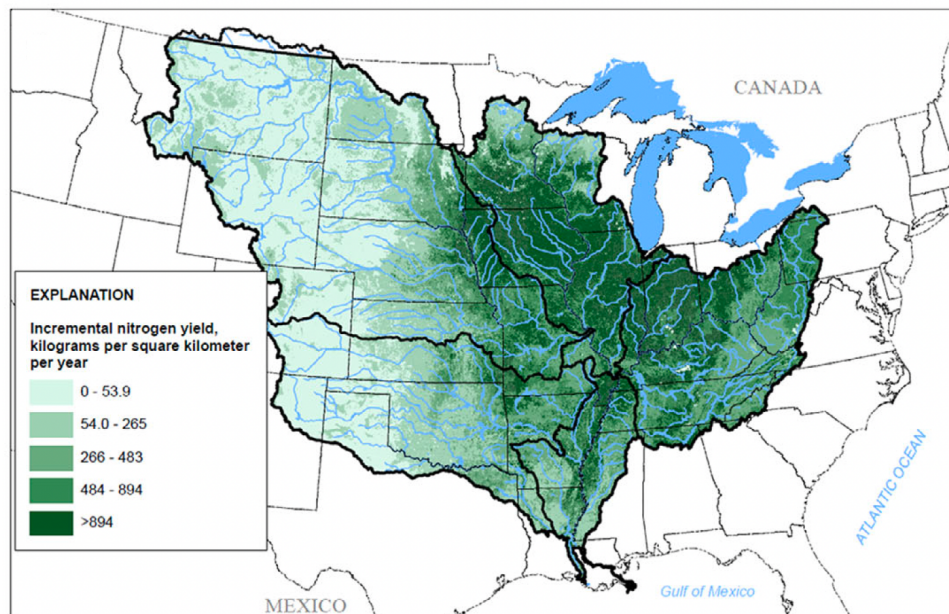 CANADA
EXPLANATION
Incremental nitrogen yield,
kilograms per square kilometer
per year
0 - 53.9
54.0 - 265
266 - 483
484 - 894
>894
ATLANTIC OCEAN
Gulf of Mexico
MEXICO